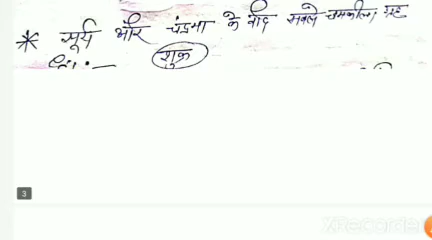 * सूर्य और चंद्रमा के बाद सबसे चमकीला ग्रह
शुक्र
3
XRecorder